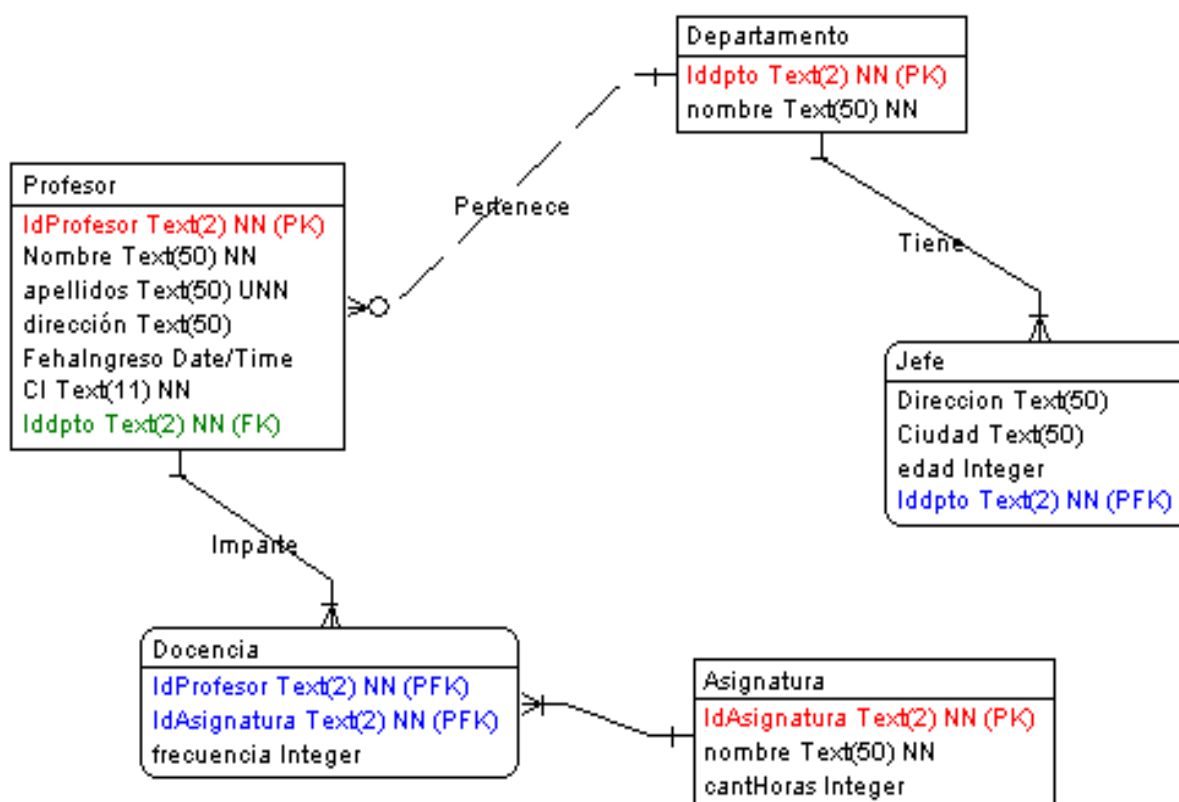 Departamento
Iddpto Text(2) NN (PK)
nombre Text(50) NN
Profesor
IdProfesor Text(2) NN (PK)
Nombre Text(50) NN
apellidos Text(50) UNN
dirección Text(50)
FehaIngreso Date/Time
CI Text(11) NN
Iddpto Text(2) NN (FK)
Pertenece
Tiene
Jefe
Direccion Text(50)
Ciudad Text(50)
edad Integer
Iddpto Text(2) NN (PFK)
Imparte
Docencia
IdProfesor Text(2) NN (PFK)
IdAsignatura Text(2) NN (PFK)
frecuencia Integer
Asignatura
IdAsignatura Text(2) NN (PK)
nombre Text(50) NN
cantHoras Integer